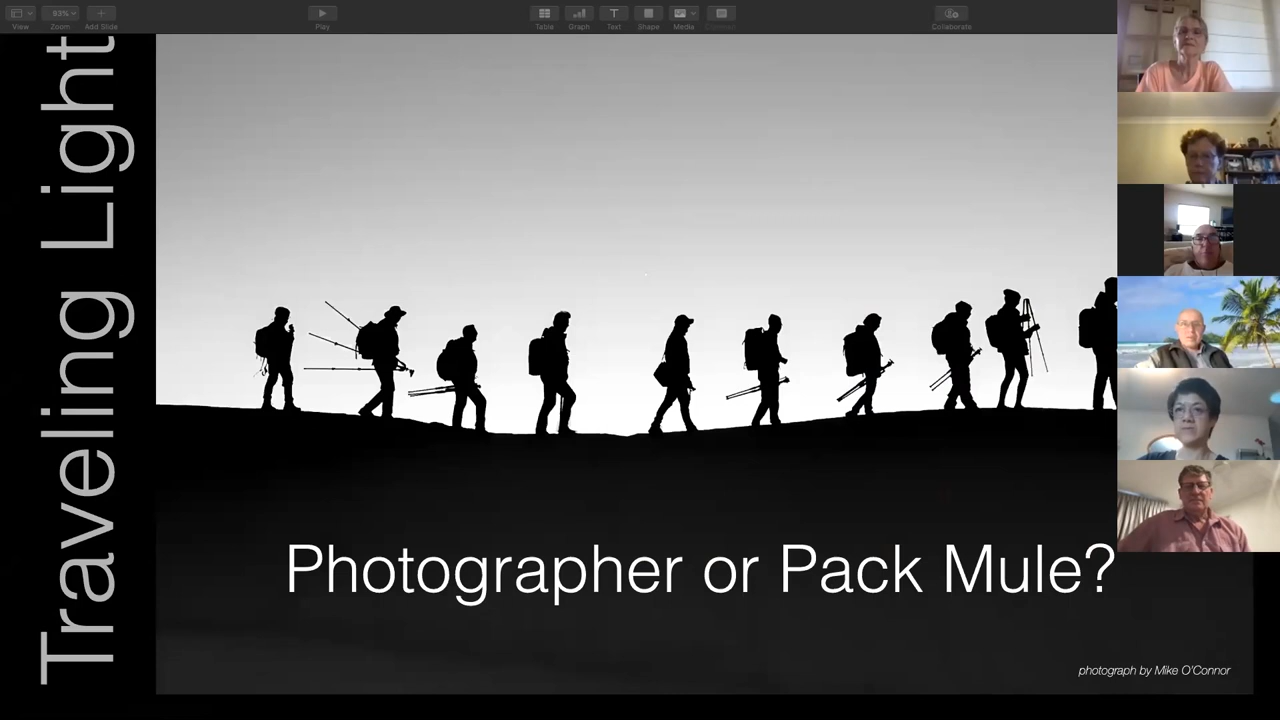 View
93%
Zoom
Add Slide
Play
Table
Graph
Text
Shape
Media
Collaborate
Traveling Light
Photographer or Pack Mule?
photograph by Mike O'Connor